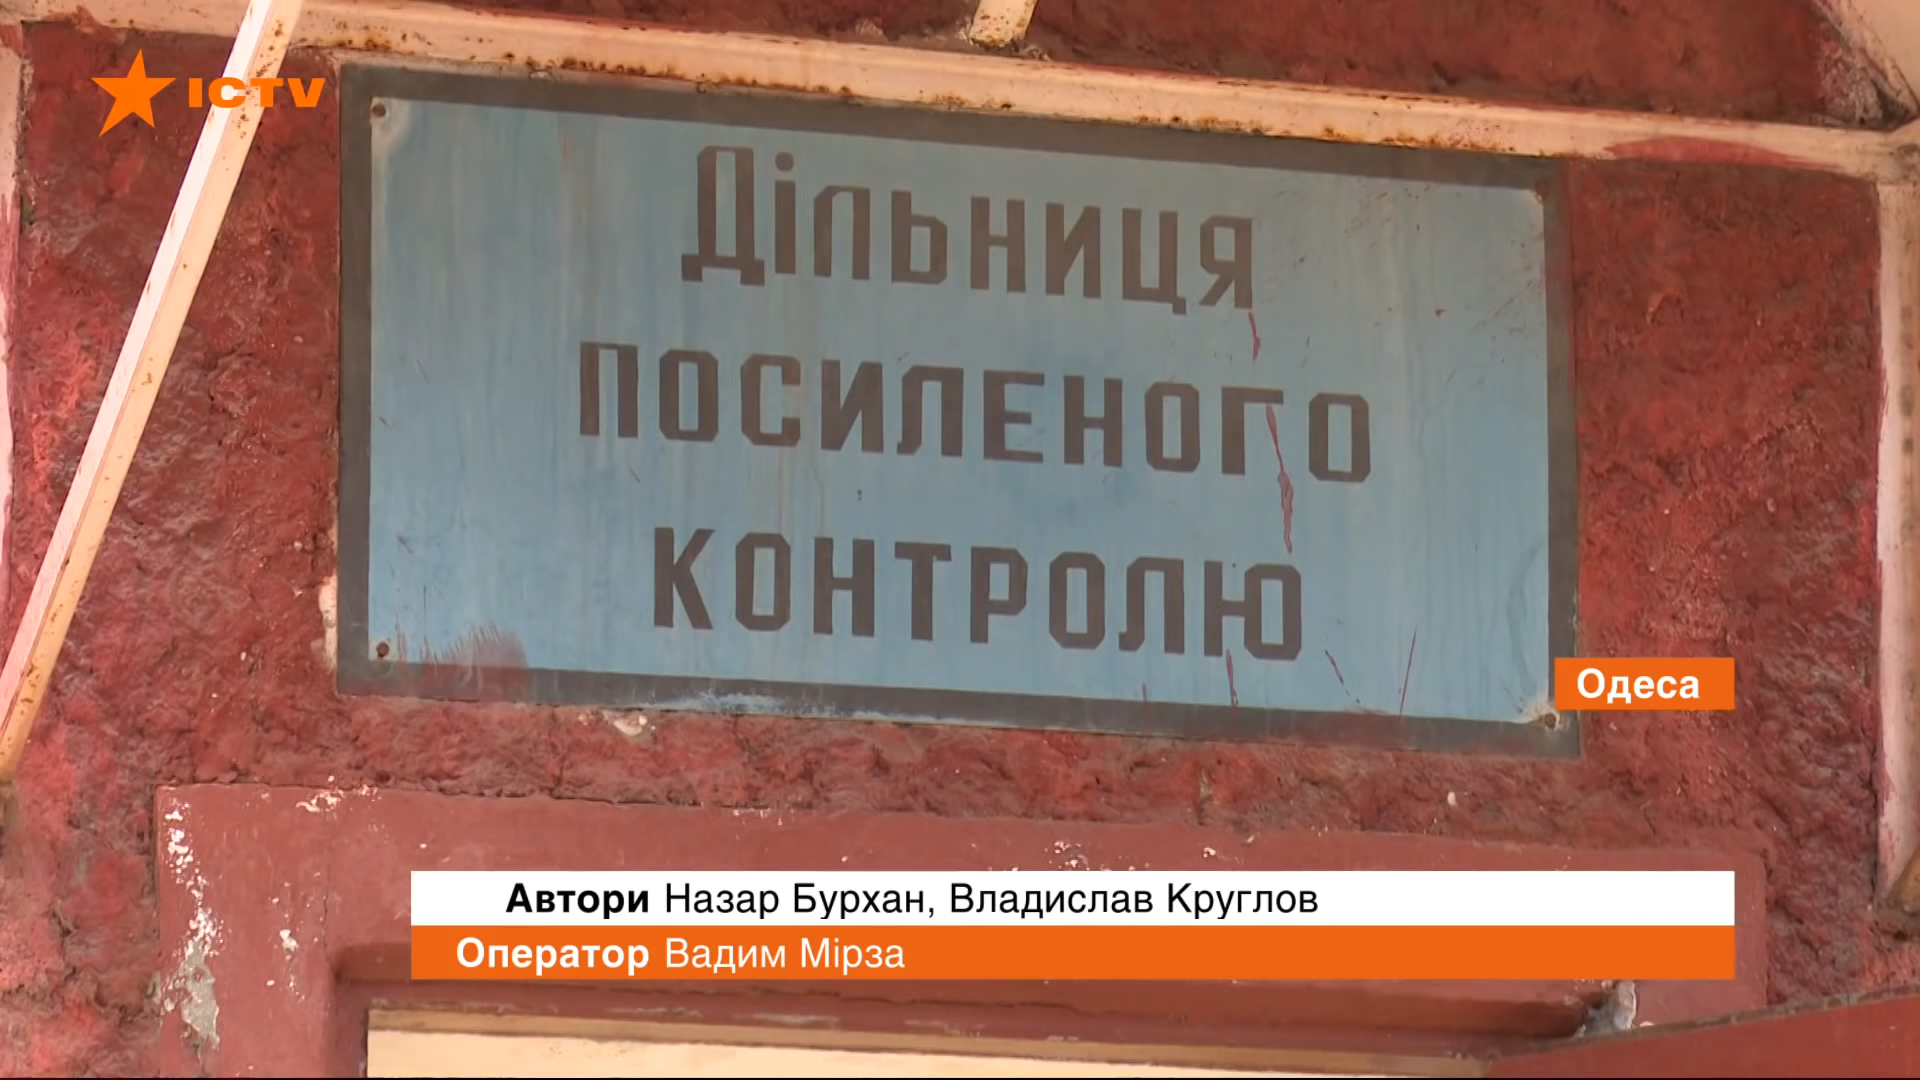 ICTV
Дільниця
посиленого
контролю
Одеса
Автори Назар Бурхан, Владислав Круглов
Оператор Вадим Мірза